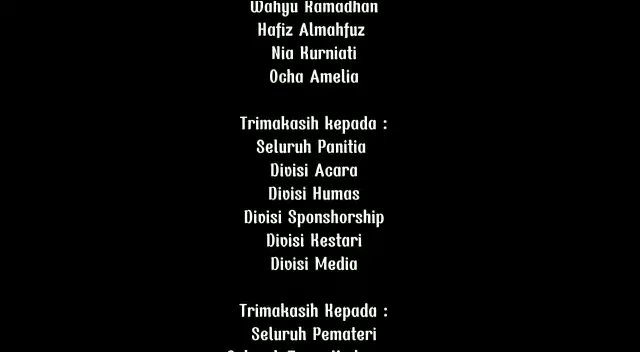 Wahyu Ramadhan
Hafiz Almahfuz
Nia Kurniati
Ocha Amelia
Trimakasih kepada :
Seluruh Panitia
Divisi Acara
Divisi Humas
Divisi Sponshorship
Divisi Kestari
Divisi Media
Trimakasih Kepada :
Seluruh Pemateri